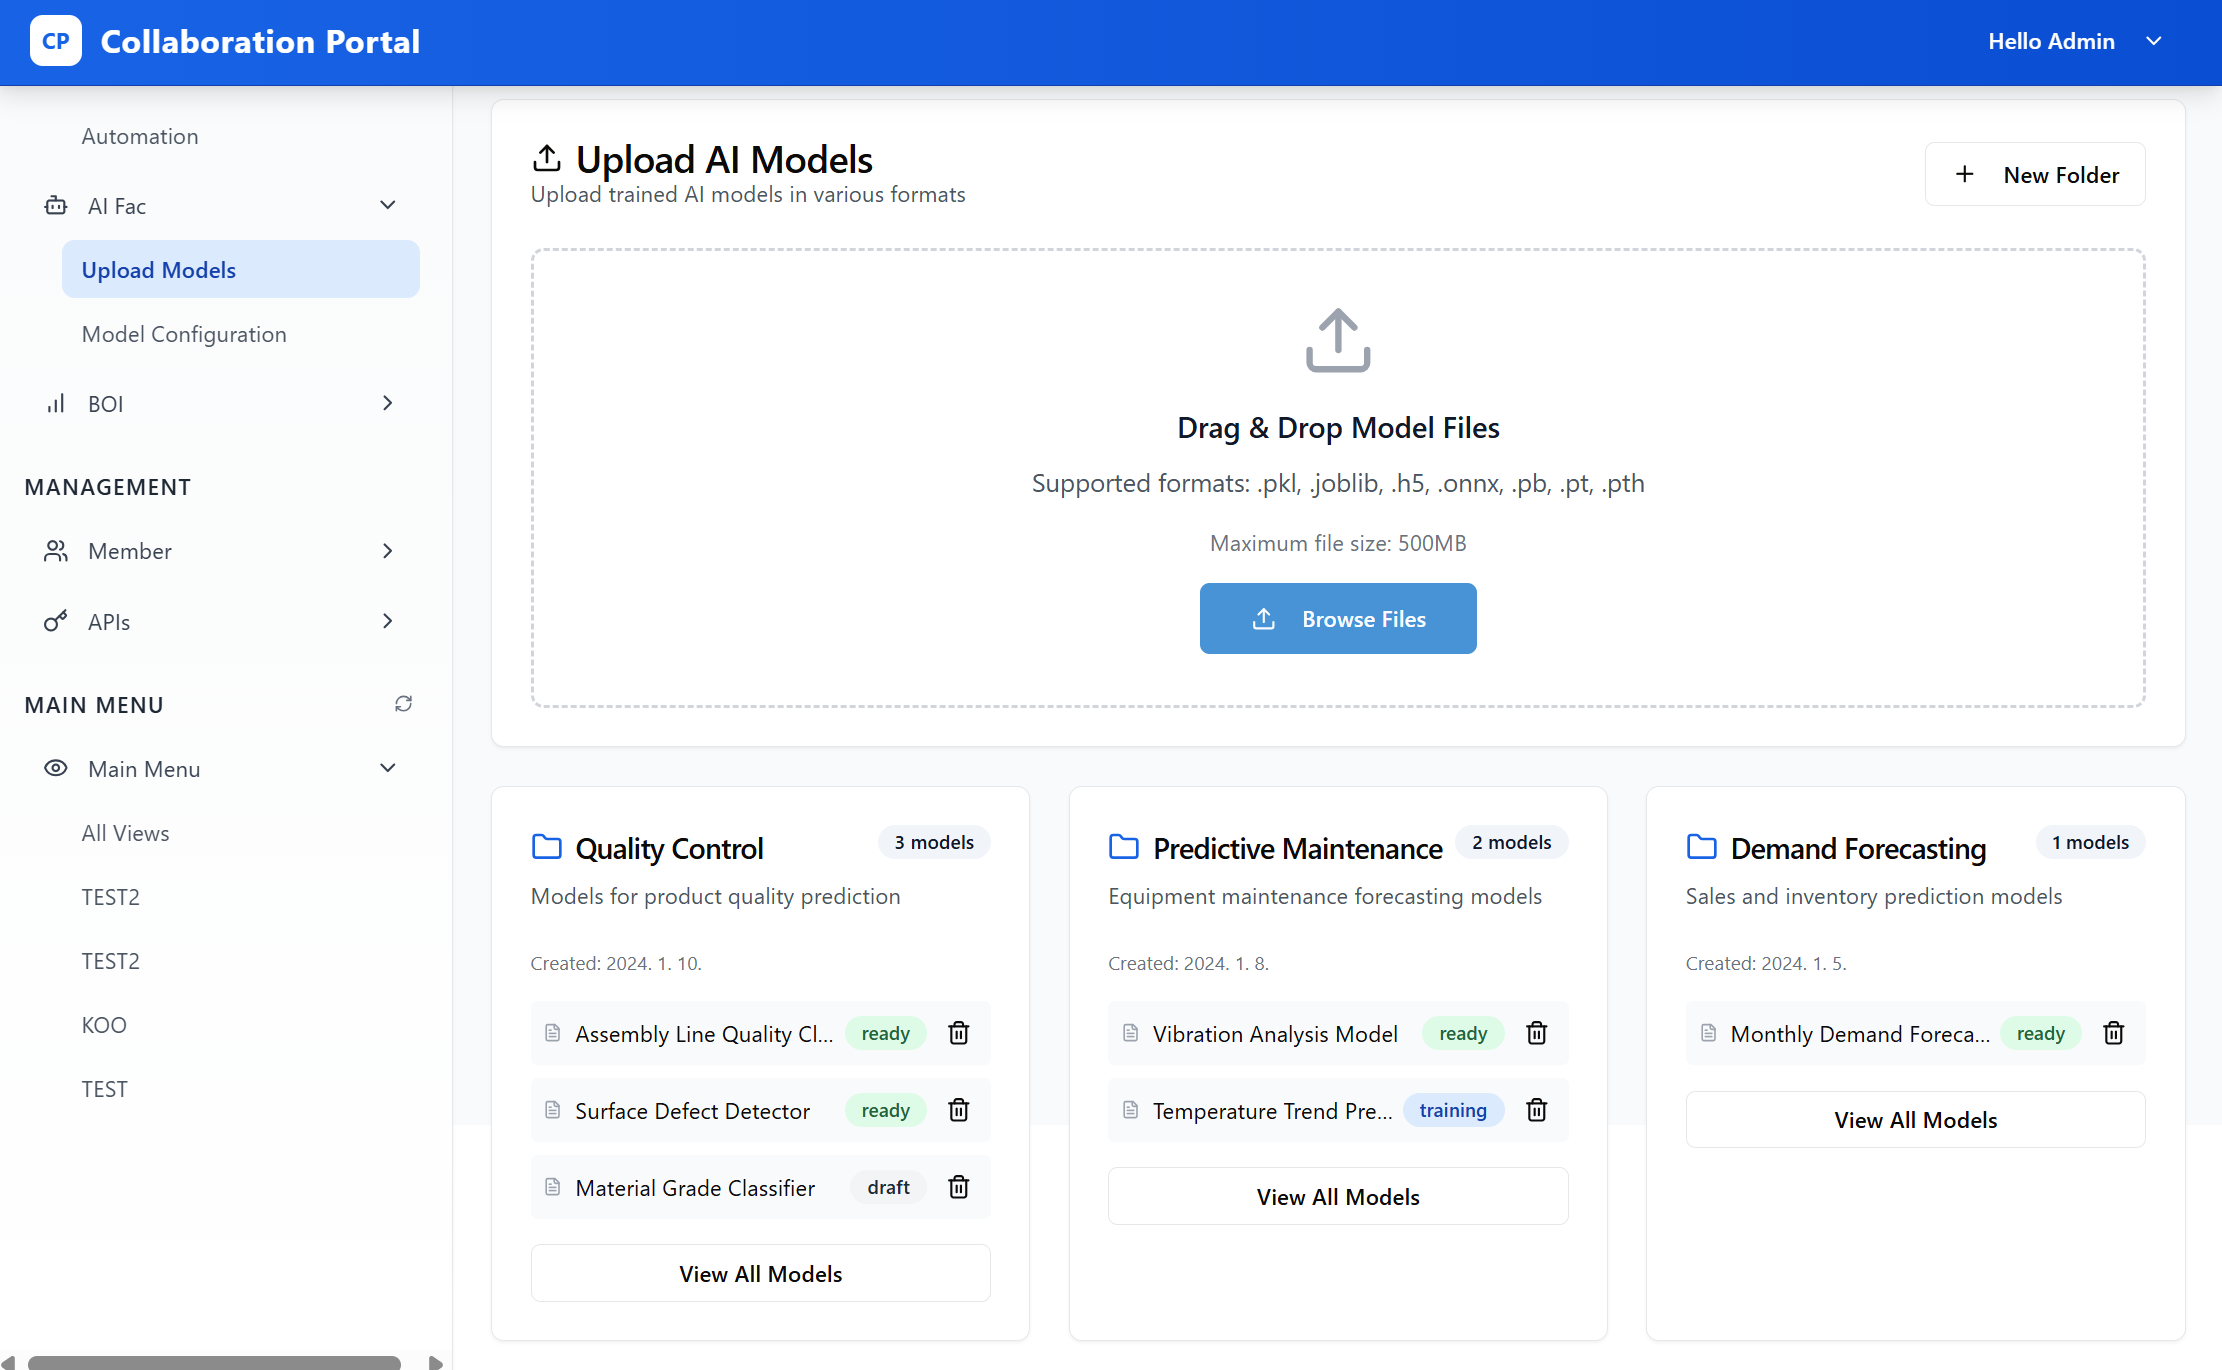 CP Collaboration Portal
Hello Admin
Automation
AI Fac
Upload Models
Model Configuration
BOI
MANAGEMENT
Member
APIs
MAIN MENU
Main Menu
All Views
TEST2
TEST2
KOO
TEST
Upload AI Models
Upload trained AI models in various formats
New Folder
Drag & Drop Model Files
Supported formats: .pkl, .joblib, .h5, .onnx, .pb, .pt, .pth
Maximum file size: 500MB
Browse Files
Quality Control
3 models
Models for product quality prediction
Created: 2024. 1. 10.
Assembly Line Quality Cl... ready
Surface Defect Detector ready
Material Grade Classifier draft
View All Models
Predictive Maintenance
2 models
Equipment maintenance forecasting models
Created: 2024. 1. 8.
Vibration Analysis Model ready
Temperature Trend Pre... training
View All Models
Demand Forecasting
1 models
Sales and inventory prediction models
Created: 2024. 1. 5.
Monthly Demand Foreca... ready
View All Models